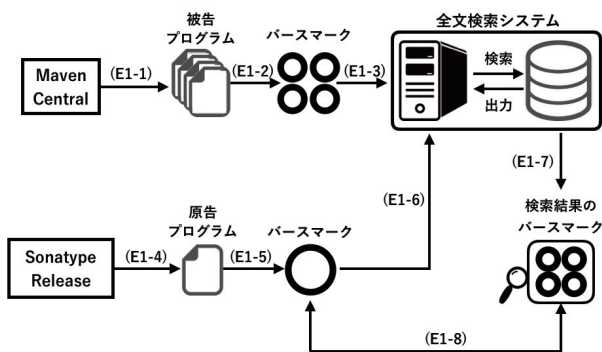 全文検索システム
被告
プログラム
バースマーク
Maven
Central
(E1-1)
(E1-2)
(E1-3)
検索
出力
(E1-7)
(E1-6)
原告
プログラム
バースマーク
検索結果の
バースマーク
Sonatype
Release
(E1-4)
(E1-5)
(E1-8)